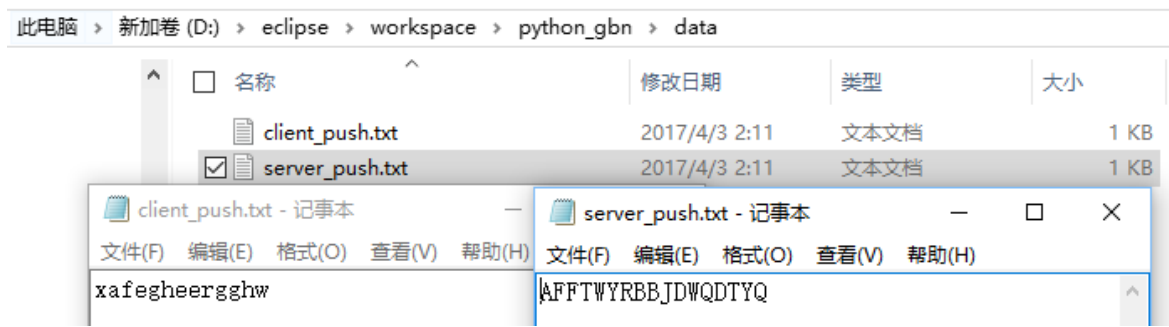 此电脑 > 新加卷 (D:) > eclipse > workspace > python_gbn > data
名称 修改日期 类型 大小
client_push.txt 2017/4/3 2:11 文本文档 1 KB
server_push.txt 2017/4/3 2:11 文本文档 1 KB
client_push.txt - 记事本
文件(F) 编辑(E) 格式(O) 查看(V) 帮助(H)
xafegheergghw
server_push.txt - 记事本
文件(F) 编辑(E) 格式(O) 查看(V) 帮助(H)
AFFTWYRBBJDWQDTYQ